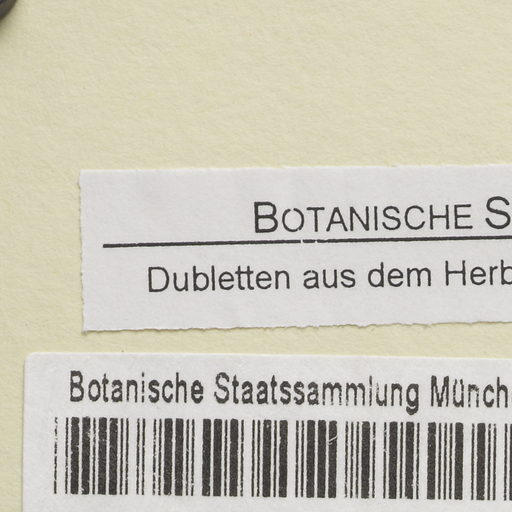 BOTANISCHE S
Dubletten aus dem Herb
Botanische Staatssammlung Münch